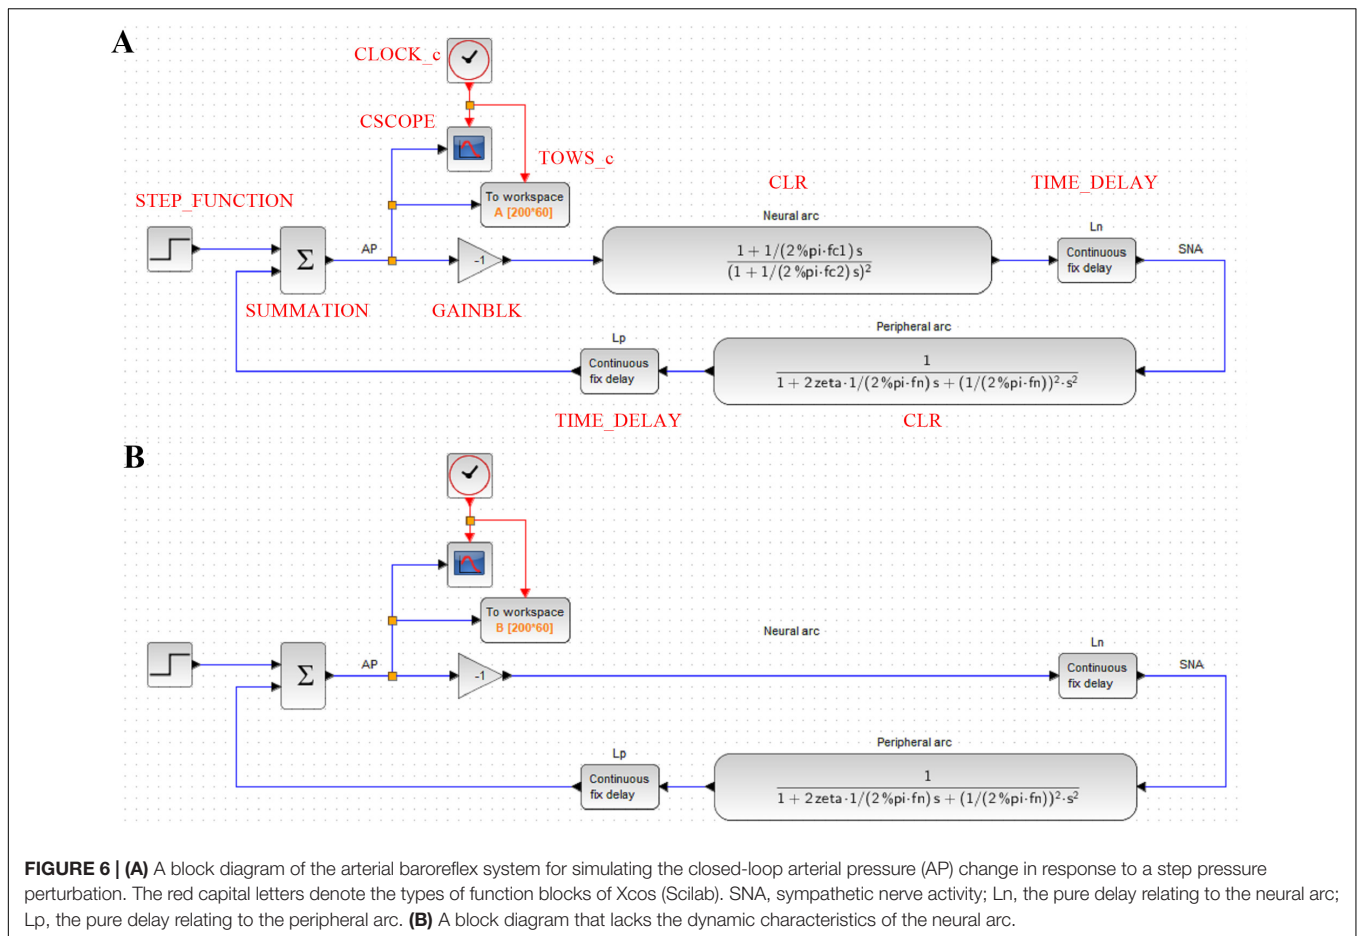 A
CLOCK_c
CSCOPE
TOWS_c
STEP_FUNCTION
To workspace
A [200*60]
CLR
TIME_DELAY
Neural arc
Ln
AP
Σ
-1
1 + 1/(2%pi·fc1) s
(1 + 1/(2%pi·fc2) s)²
Continuous
fix delay
SNA
SUMMATION
GAINBLK
Lp
Peripheral arc
Continuous
fix delay
1
1 + 2zeta·1/(2%pi·fn) s + (1/(2%pi·fn))²·s²
TIME_DELAY
CLR
B
To workspace
B [200*60]
Neural arc
Ln
AP
Σ
-1
Continuous
fix delay
SNA
Lp
Peripheral arc
Continuous
fix delay
1
1 + 2zeta·1/(2%pi·fn) s + (1/(2%pi·fn))²·s²
FIGURE 6 | (A) A block diagram of the arterial baroreflex system for simulating the closed-loop arterial pressure (AP) change in response to a step pressure
perturbation. The red capital letters denote the types of function blocks of Xcos (Scilab). SNA, sympathetic nerve activity; Ln, the pure delay relating to the neural arc;
Lp, the pure delay relating to the peripheral arc. (B) A block diagram that lacks the dynamic characteristics of the neural arc.